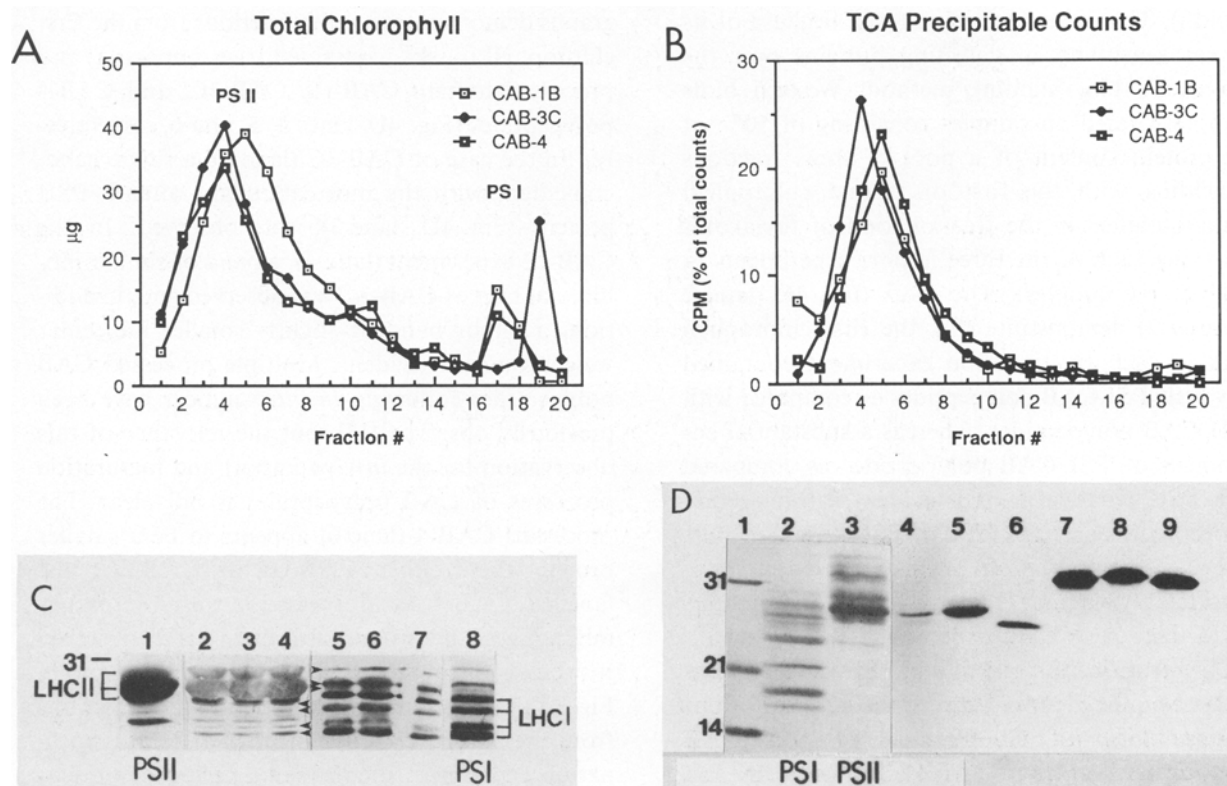 A
Total Chlorophyll
50
40
30
20
10
0
µg
PS II
PS I
CAB-1B
CAB-3C
CAB-4
0 2 4 6 8 10 12 14 16 18 20
Fraction #
B
TCA Precipitable Counts
30
20
10
0
CPM (% of total counts)
CAB-1B
CAB-3C
CAB-4
0 2 4 6 8 10 12 14 16 18 20
Fraction #
C
1 2 3 4 5 6 7 8
31
LHCII
LHC I
PSII
PSI
D
1 2 3 4 5 6 7 8 9
31
21
14
PSI PSII